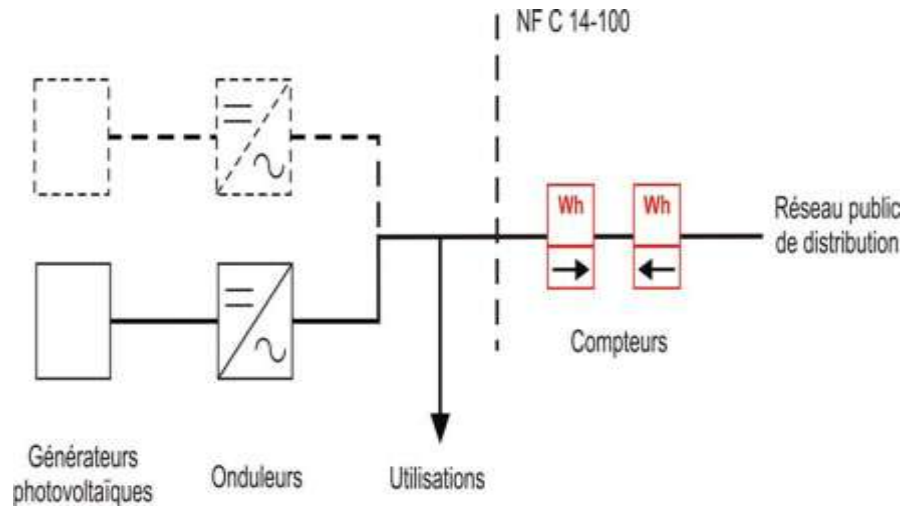 NF C 14-100
Wh
Wh
Réseau public
de distribution
Compteurs
Générateurs
photovoltaïques
Onduleurs
Utilisations